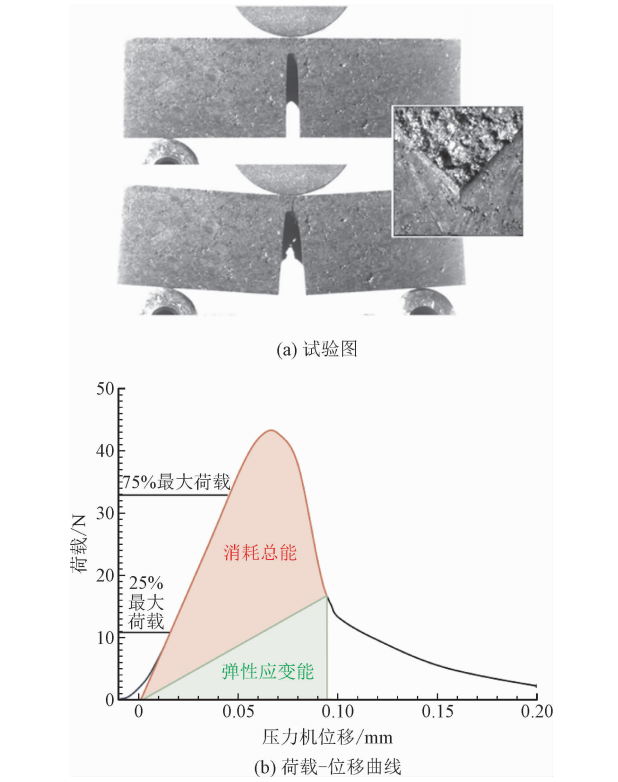 (a) 试验图
50
40
30
20
10
0
荷载/N
75%最大荷载
25%
最大
荷载
消耗总能
弹性应变能
0
0.05
0.10
0.15
0.20
压力机位移/mm
(b) 荷载-位移曲线